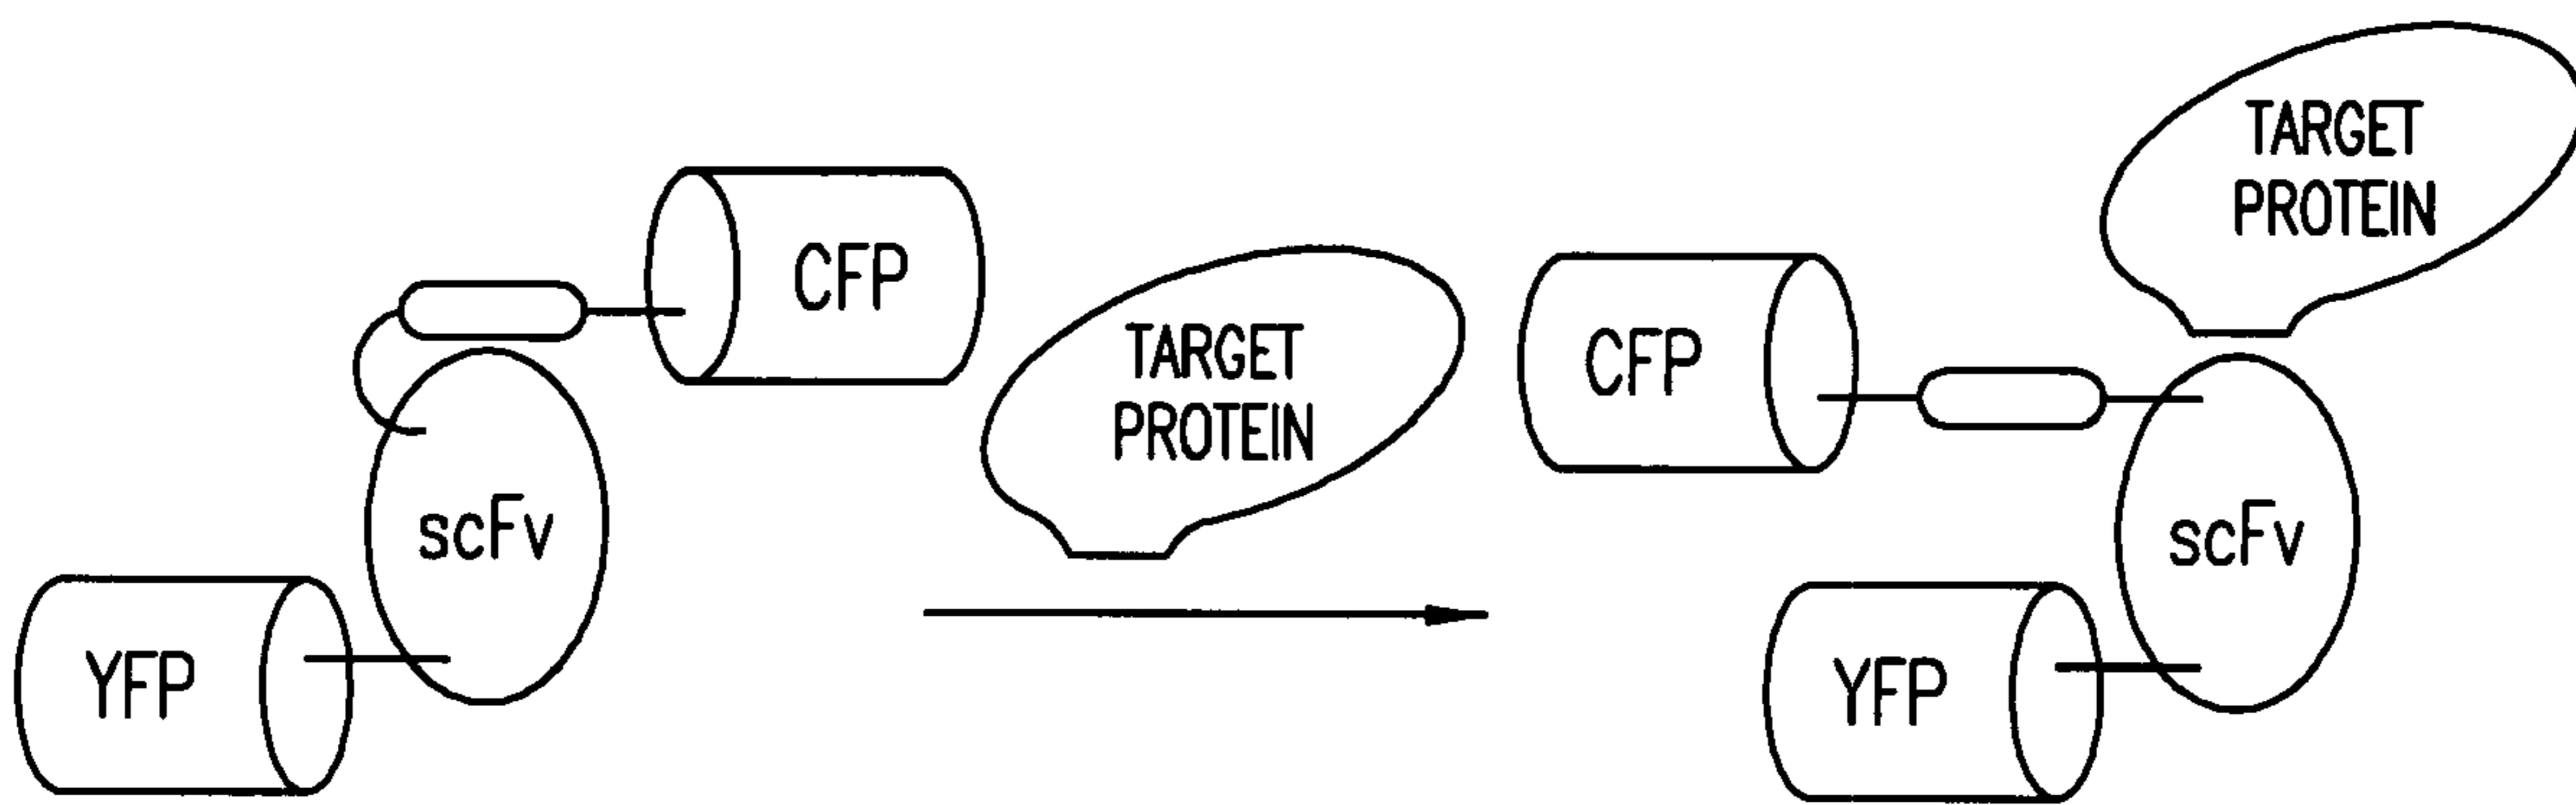 CFP
scFv
YFP
TARGET
PROTEIN
CFP
TARGET
PROTEIN
scFv
YFP